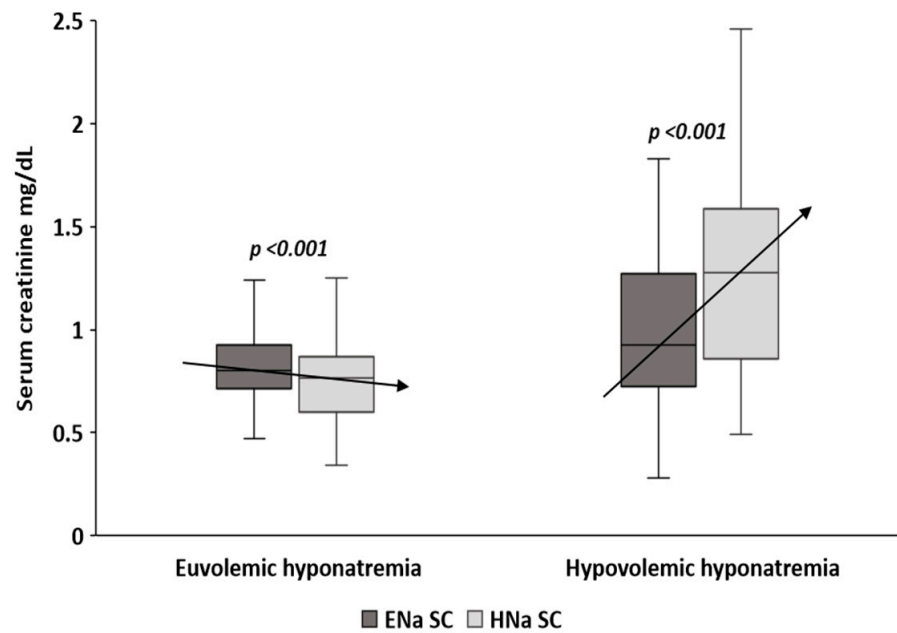 2.5
2
1.5
1
0.5
0
Serum creatinine mg/dL
p <0.001
p <0.001
Euvolemic hyponatremia
Hypovolemic hyponatremia
ENa SC
HNa SC